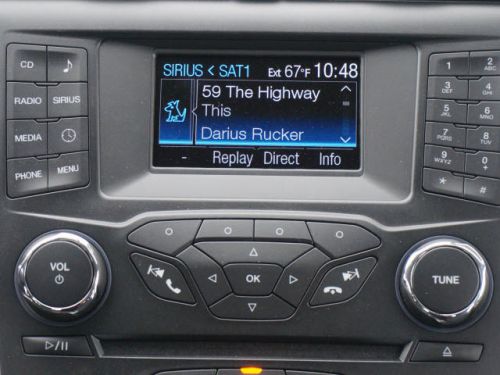 SIRIUS < SAT1 Ext 67°F 10:48
59 The Highway
This
Darius Rucker
- Replay Direct Info
CD
RADIO SIRIUS
MEDIA
PHONE MENU
1 2 ABC
3 DEF 4 GHI
5 JKL 6 MNO
7 PQRS 8 TUV
9 WXYZ 0
* #
VOL
OK
TUNE